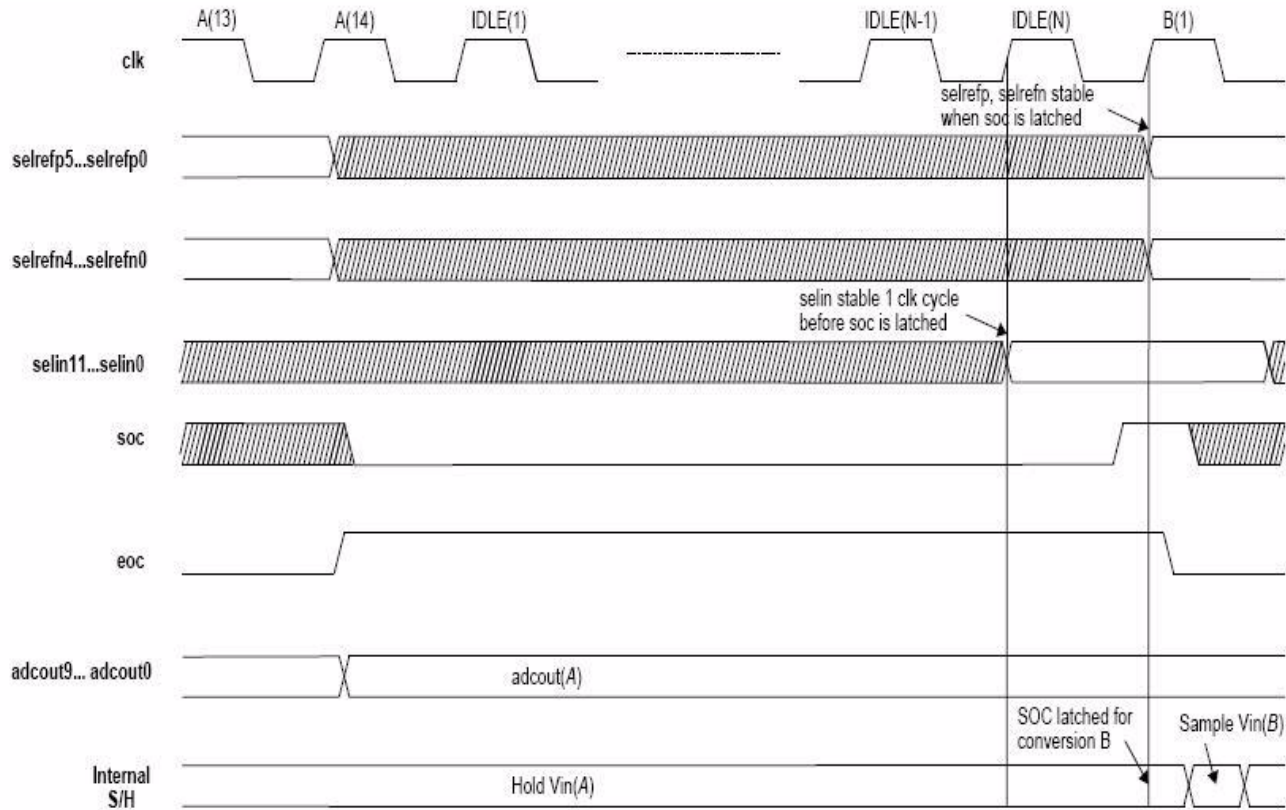 A(13) A(14) IDLE(1) IDLE(N-1) IDLE(N) B(1)
clk
selrefp, selrefn stable
when soc is latched
selrefp5...selrefp0
selrefn4...selrefn0
selin stable 1 clk cycle
before soc is latched
selin11...selin0
soc
eoc
adcout9... adcout0
adcout(A)
SOC latched for
conversion B
Sample Vin(B)
Internal
S/H
Hold Vin(A)